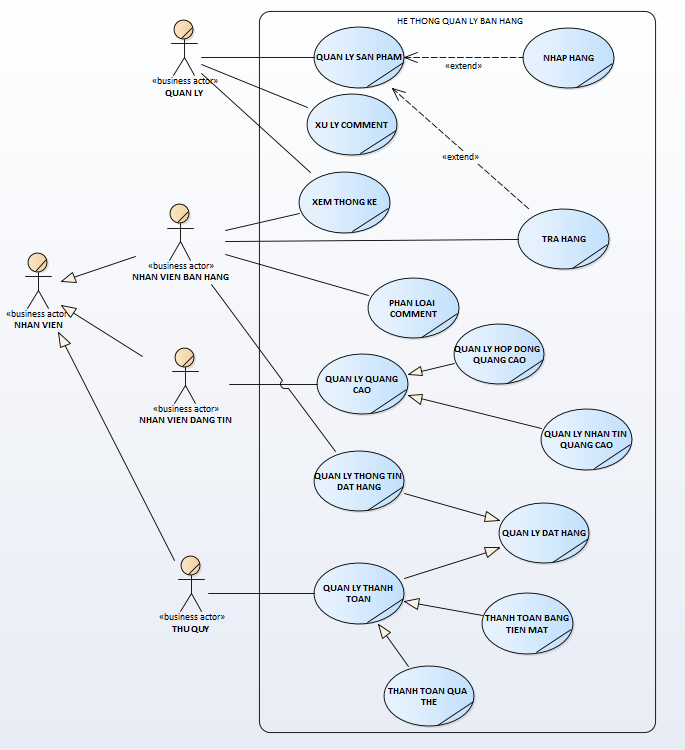 HE THONG QUAN LY BAN HANG
QUAN LY SAN PHAM
«extend»
NHAP HANG
«business actor»
QUAN LY
XU LY COMMENT
«extend»
XEM THONG KE
TRA HANG
«business actor»
NHAN VIEN BAN HANG
«business actor
NHAN VIEN
PHAN LOAI
COMMENT
QUAN LY HOP DONG
QUANG CAO
QUAN LY QUANG
CAO
«business actor»
NHAN VIEN DANG TIN
QUAN LY NHAN TIN
QUANG CAO
QUAN LY THONG TIN
DAT HANG
QUAN LY DAT HANG
QUAN LY THANH
TOAN
«business actor»
THU QUY
THANH TOAN BANG
TIEN MAT
THANH TOAN QUA
THE